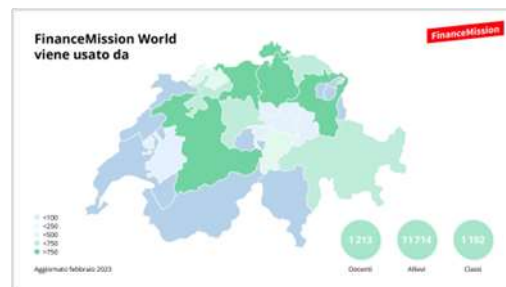 FinanceMission World
viene usato da
FinanceMission
<100
<250
<500
<750
>750
1 213
11 714
1 192
Docenti
Allievi
Classi
Aggiornato febbraio 2023